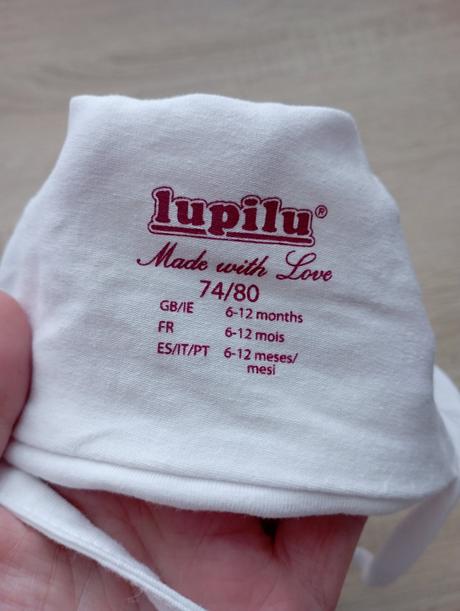 lupilu®
Made with Love
74/80
GB/IE 6-12 months
FR 6-12 mois
ES/IT/PT 6-12 meses/
mesi